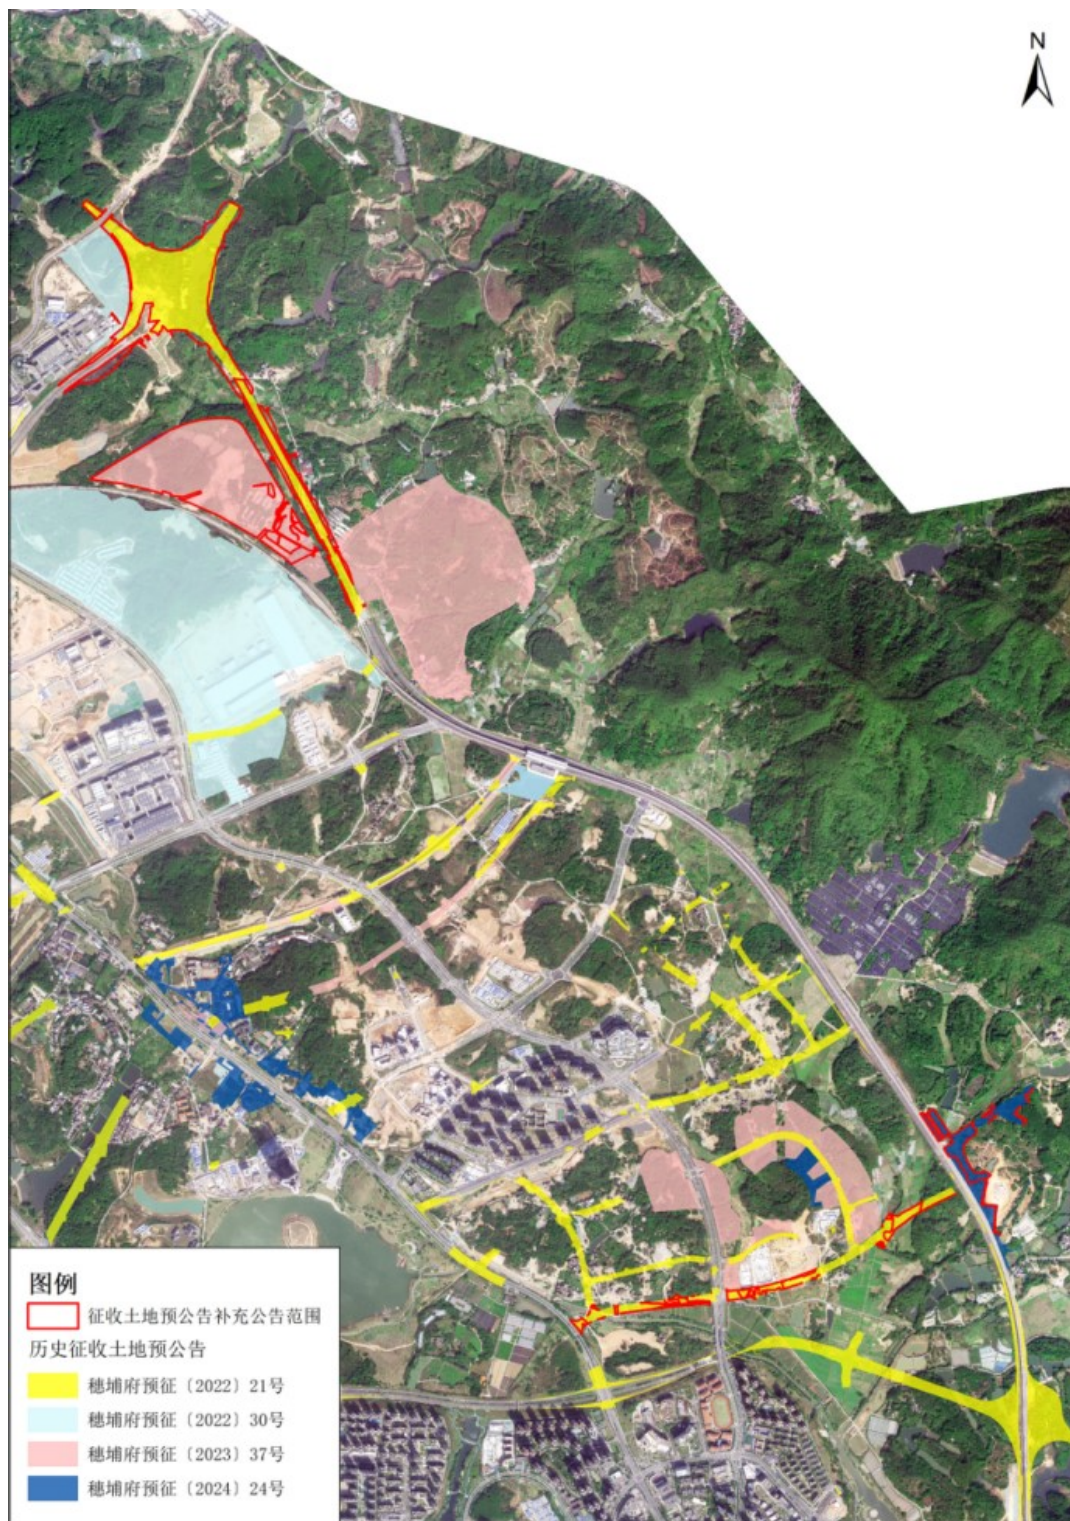 N
图例
征收土地预公告补充公告范围
历史征收土地预公告
穗埔府预征〔2022〕21号
穗埔府预征〔2022〕30号
穗埔府预征〔2023〕37号
穗埔府预征〔2024〕24号